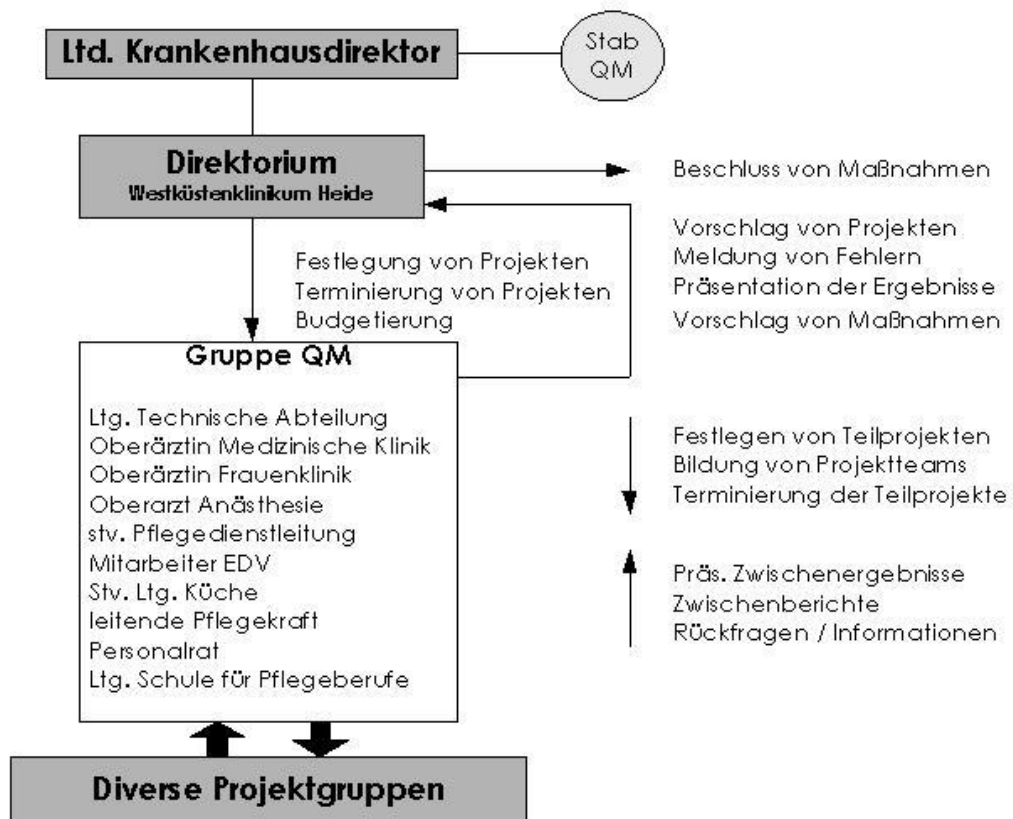 Ltd. Krankenhausdirektor
Stab
QM
Direktorium
Westküstenklinikum Heide
Beschluss von Maßnahmen
Festlegung von Projekten
Terminierung von Projekten
Budgetierung
Vorschlag von Projekten
Meldung von Fehlern
Präsentation der Ergebnisse
Vorschlag von Maßnahmen
Gruppe QM
Ltg. Technische Abteilung
Oberärztin Medizinische Klinik
Oberärztin Frauenklinik
Oberarzt Anästhesie
stv. Pflegedienstleitung
Mitarbeiter EDV
Stv. Ltg. Küche
leitende Pflegekraft
Personalrat
Ltg. Schule für Pflegeberufe
Festlegen von Teilprojekten
Bildung von Projektteams
Terminierung der Teilprojekte
Präs. Zwischenergebnisse
Zwischenberichte
Rückfragen / Informationen
Diverse Projektgruppen